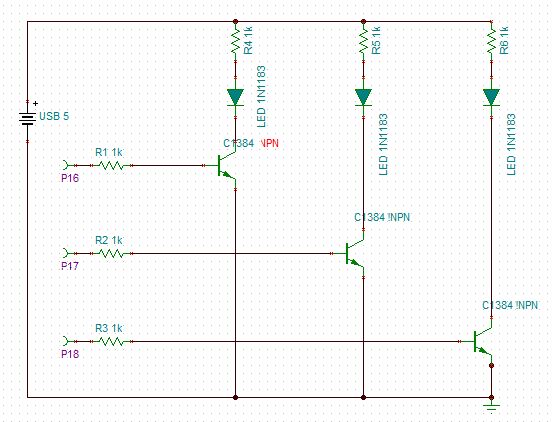 R4 1k
R5 1k
R6 1k
LED 1N1183
LED 1N1183
LED 1N1183
USB 5
+
C1384 !NPN
R1 1k
P16
C1384 !NPN
R2 1k
P17
C1384 !NPN
R3 1k
P18